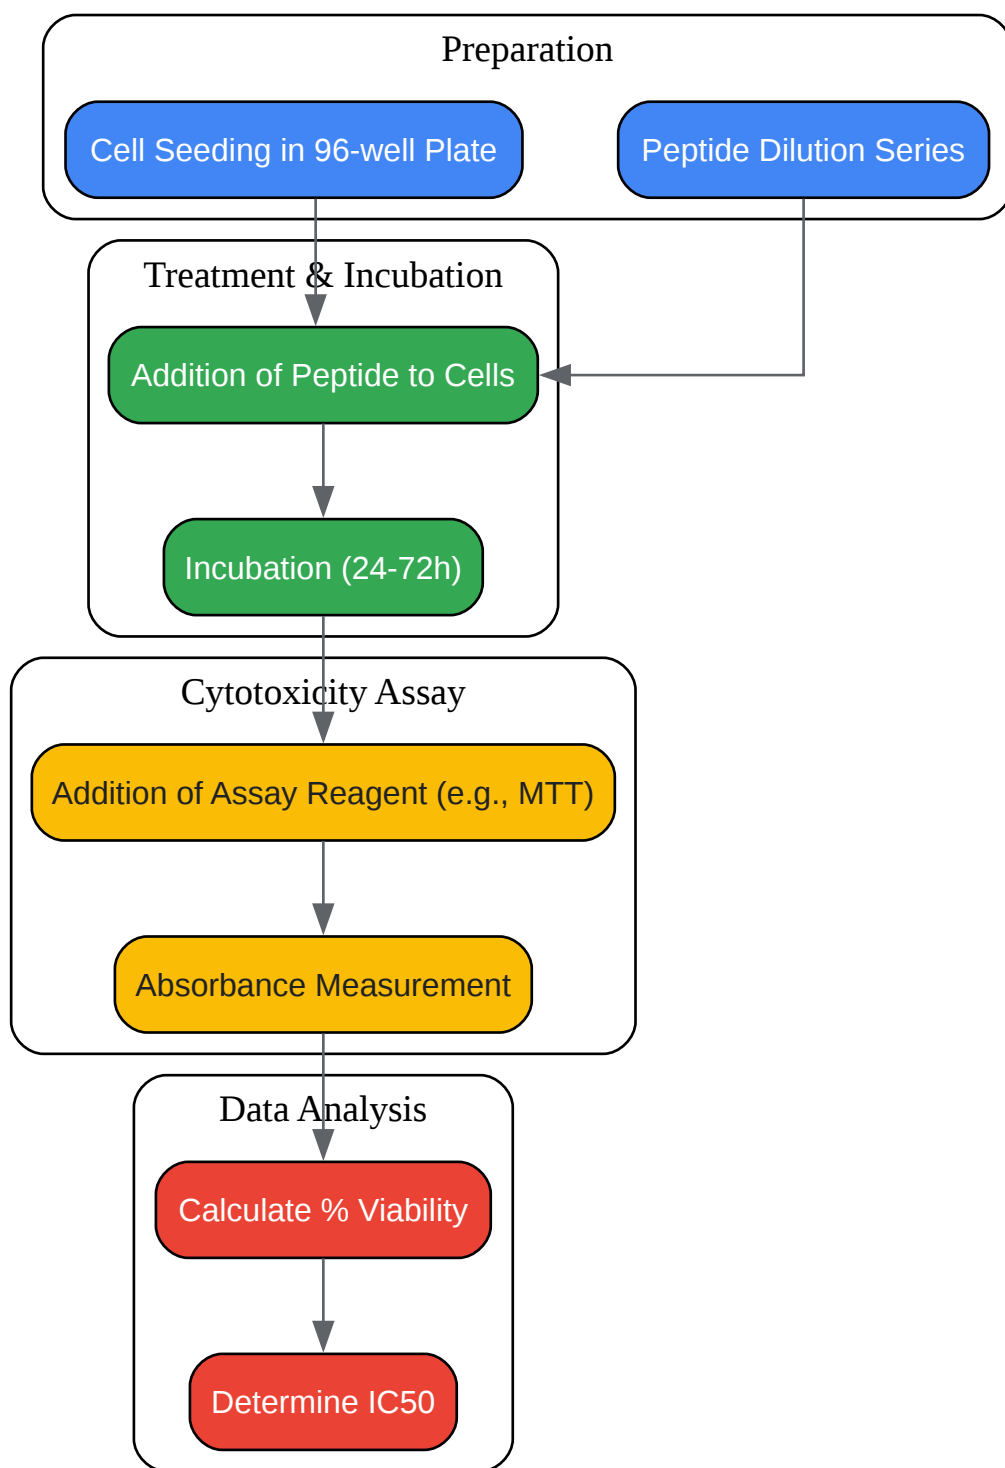 Preparation
Cell Seeding in 96-well Plate
Peptide Dilution Series
Treatment & Incubation
Addition of Peptide to Cells
Incubation (24-72h)
Cytotoxicity Assay
Addition of Assay Reagent (e.g., MTT)
Absorbance Measurement
Data Analysis
Calculate % Viability
Determine IC50